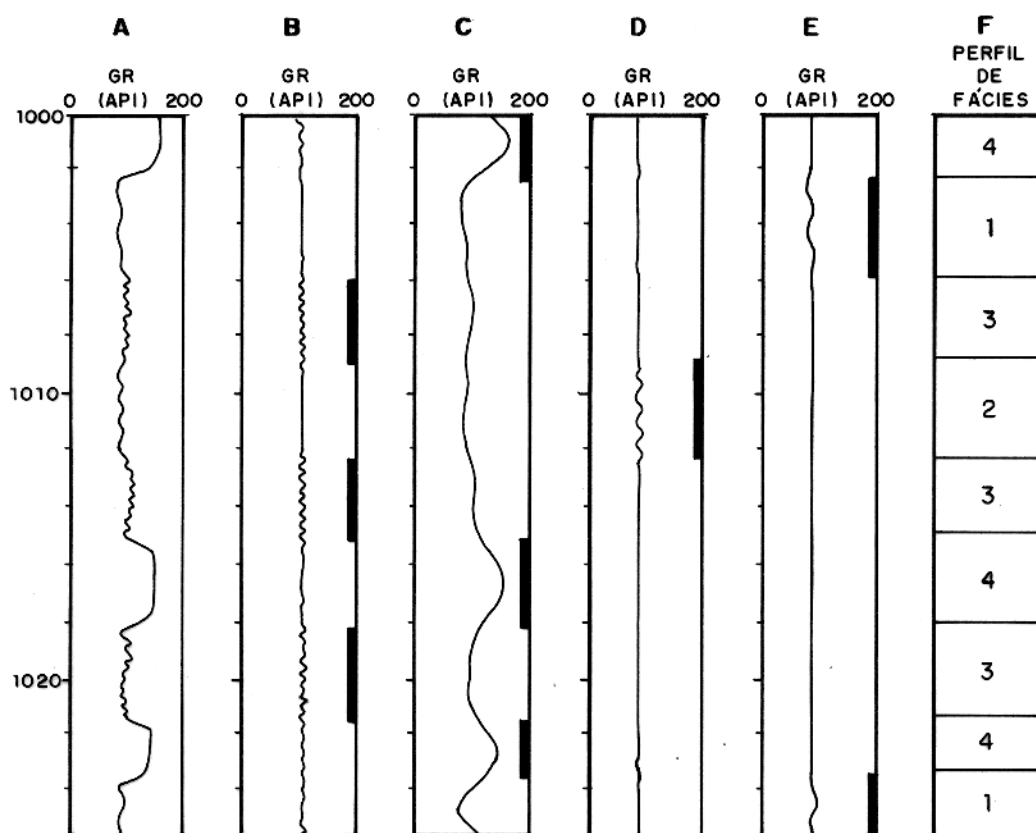 A B C D E F
PERFIL
DE
FÁCIES
GR GR GR GR GR
0 (API) 200 0 (API) 200 0 (API) 200 0 (API) 200 0 (API) 200
1000
4
1
3
1010
2
3
4
3
1020
4
1